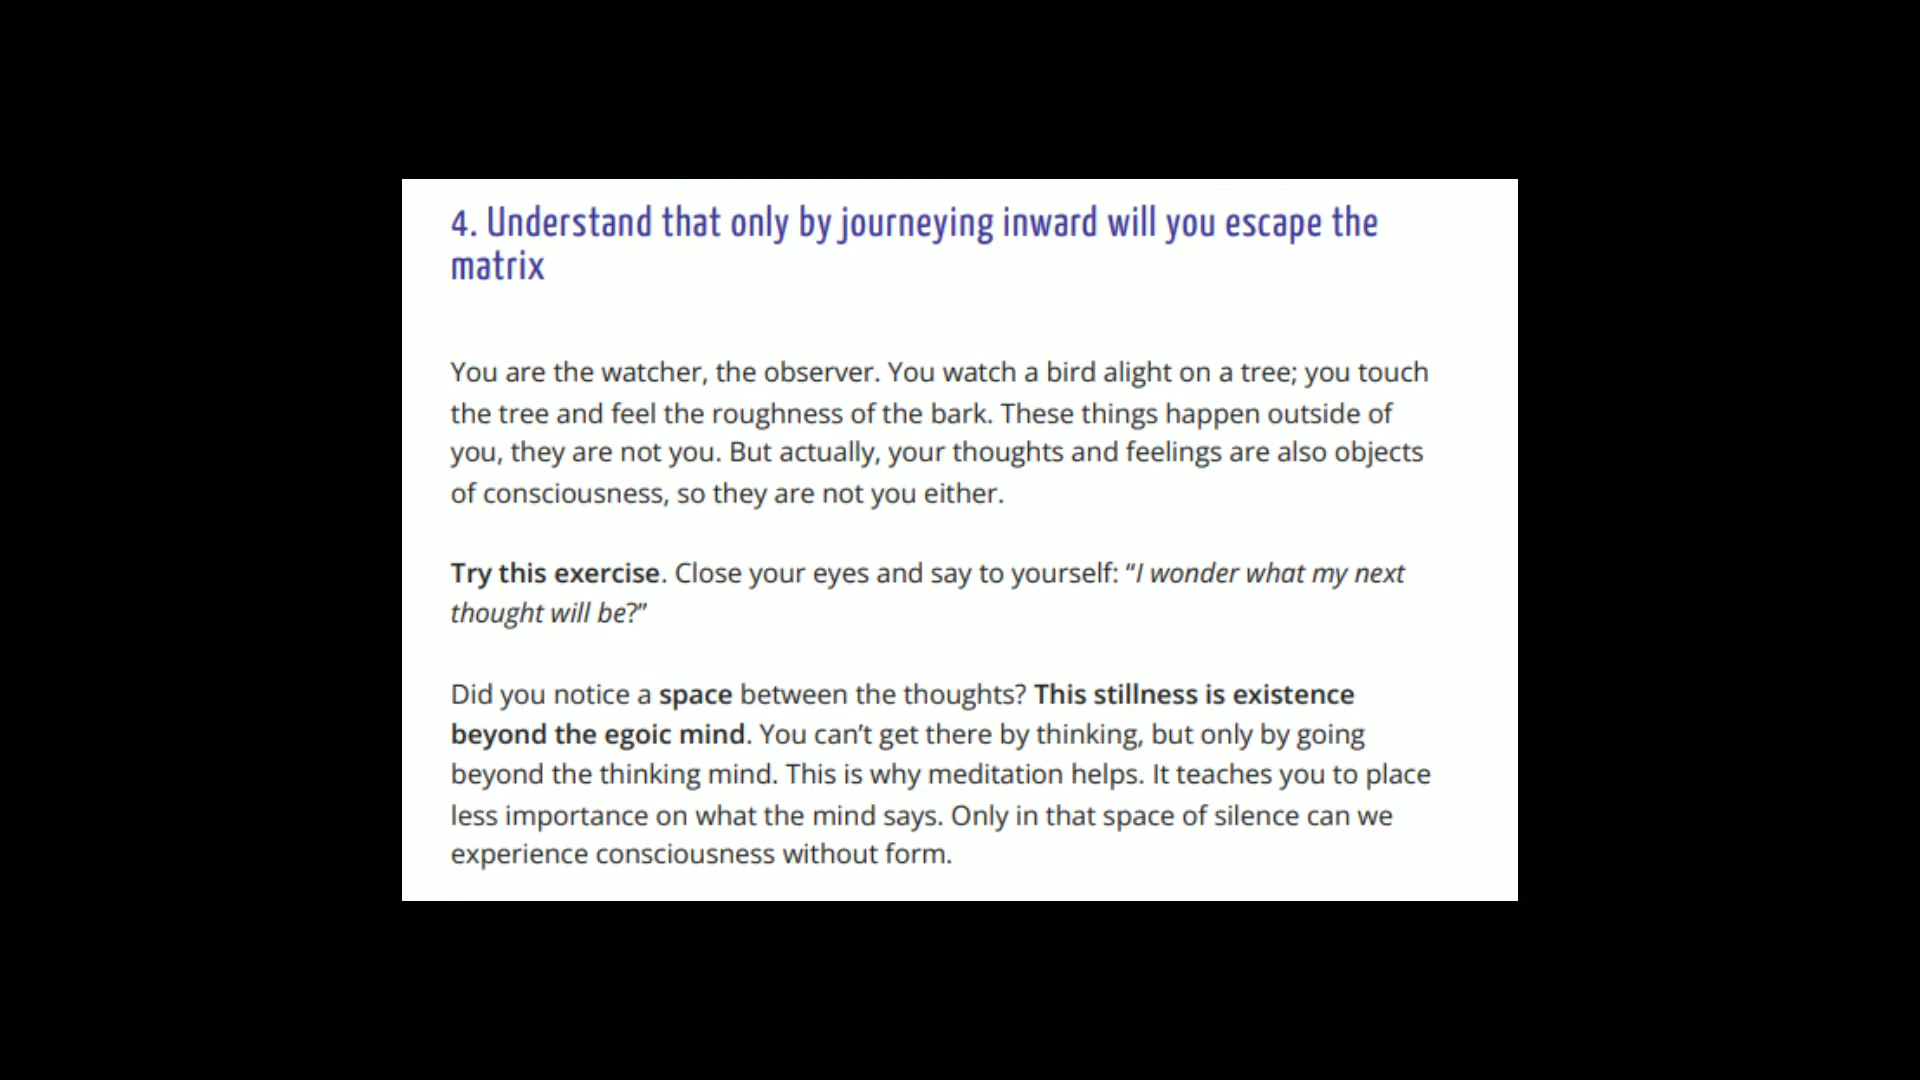 4. Understand that only by journeying inward will you escape the
matrix
You are the watcher, the observer. You watch a bird alight on a tree; you touch
the tree and feel the roughness of the bark. These things happen outside of
you, they are not you. But actually, your thoughts and feelings are also objects
of consciousness, so they are not you either.
Try this exercise. Close your eyes and say to yourself: “I wonder what my next
thought will be?”
Did you notice a space between the thoughts? This stillness is existence
beyond the egoic mind. You can’t get there by thinking, but only by going
beyond the thinking mind. This is why meditation helps. It teaches you to place
less importance on what the mind says. Only in that space of silence can we
experience consciousness without form.